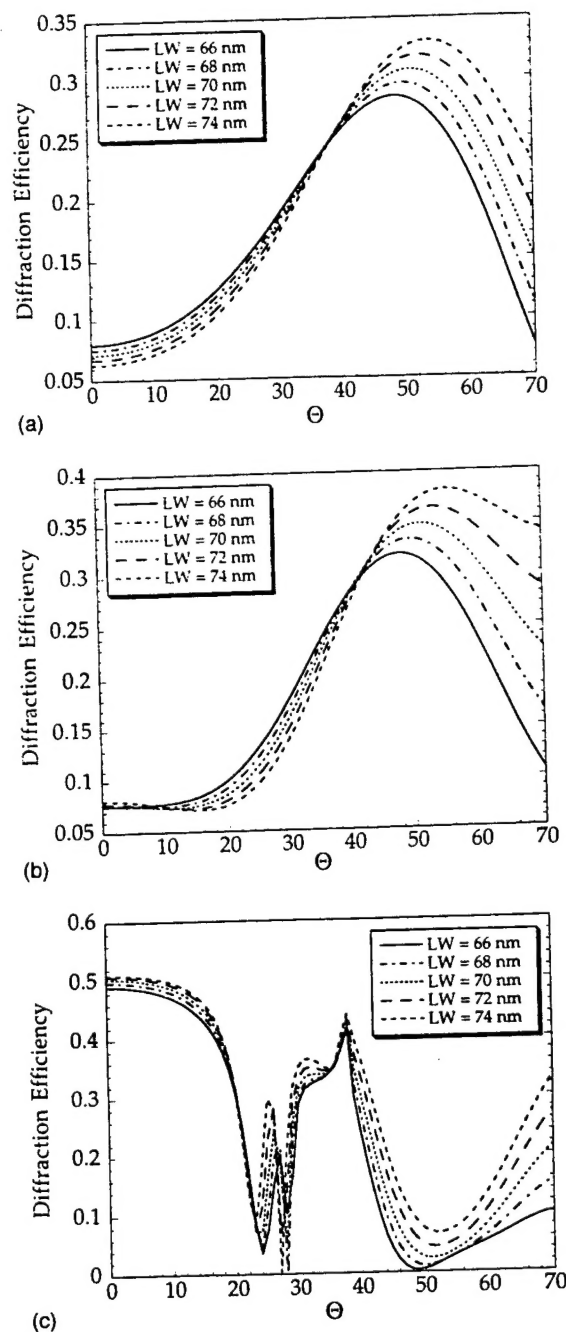 0.35
0.3
0.25
0.2
0.15
0.1
0.05
Diffraction Efficiency
LW = 66 nm
LW = 68 nm
LW = 70 nm
LW = 72 nm
LW = 74 nm
0 10 20 30 40 50 60 70
Θ
(a)
0.4
0.35
0.3
0.25
0.2
0.15
0.1
0.05
Diffraction Efficiency
LW = 66 nm
LW = 68 nm
LW = 70 nm
LW = 72 nm
LW = 74 nm
0 10 20 30 40 50 60 70
Θ
(b)
0.6
0.5
0.4
0.3
0.2
0.1
0
Diffraction Efficiency
LW = 66 nm
LW = 68 nm
LW = 70 nm
LW = 72 nm
LW = 74 nm
0 10 20 30 40 50 60 70
Θ
(c)